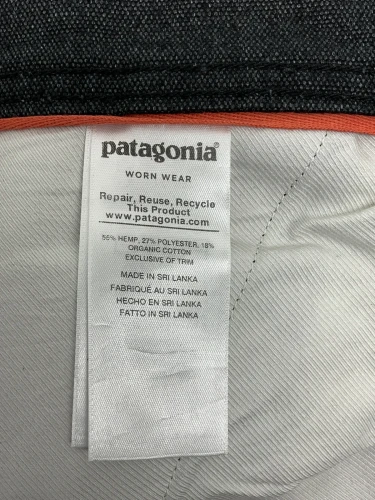 patagonia®
WORN WEAR
Repair, Reuse, Recycle
This Product
www.patagonia.com
55% HEMP, 27% POLYESTER, 18%
ORGANIC COTTON
EXCLUSIVE OF TRIM
MADE IN SRI LANKA
FABRIQUÉ AU SRI LANKA
HECHO EN SRI LANKA
FATTO IN SRI LANKA